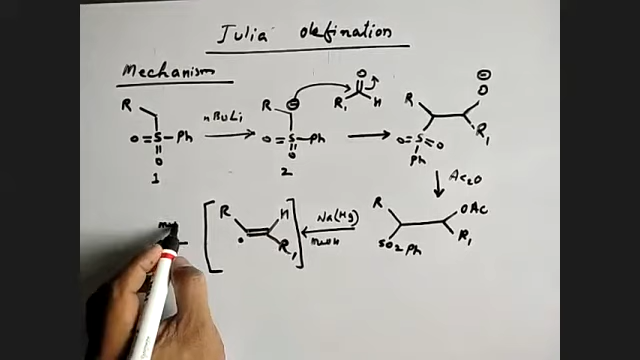 Julia olefination
Mechanism
R
O=S-Ph
O
1
nBuLi
R
⊖
O=S-Ph
O
2
O
R₁
H
R
⊖
O
O=S=O
Ph
R₁
Ac₂O
R
OAc
SO₂Ph
R₁
Na(Hg)
MeOH
R
H
R₁